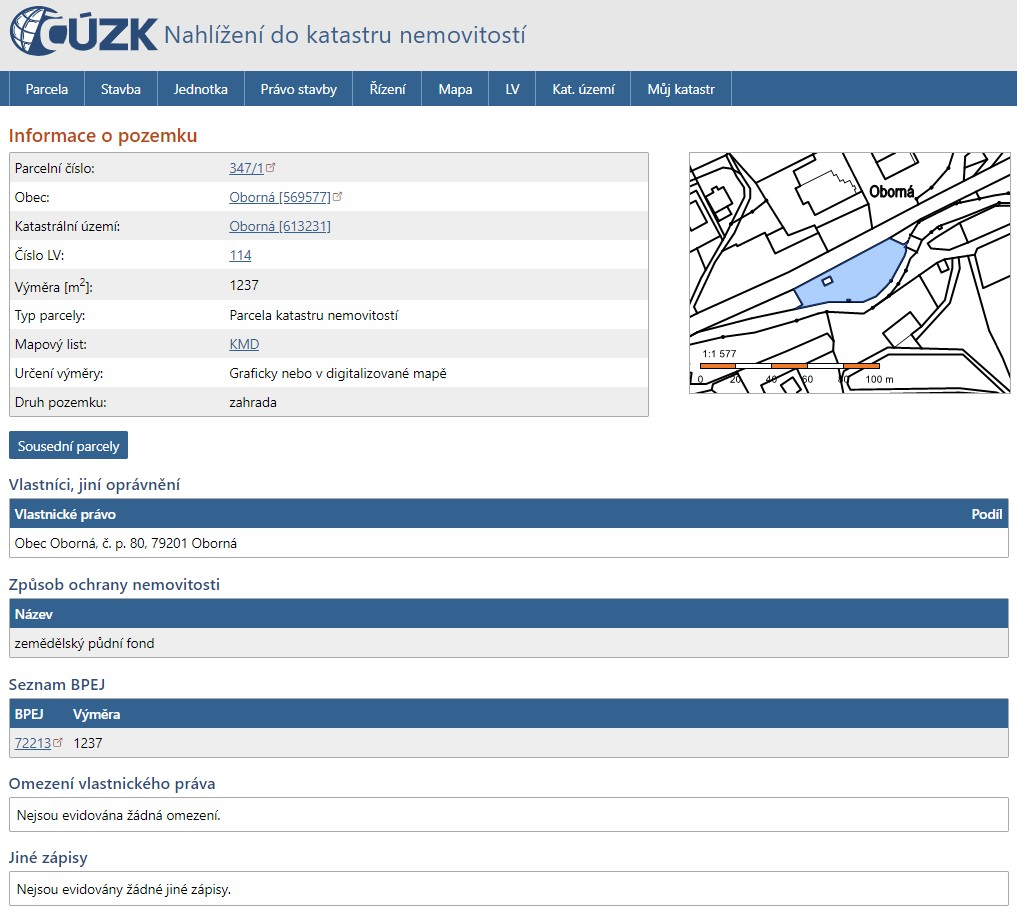 ČÚZK Nahlížení do katastru nemovitostí
Parcela Stavba Jednotka Právo stavby Řízení Mapa LV Kat. území Můj katastr
Informace o pozemku
Parcelní číslo: 347/1
Obec: Oborná [569577]
Katastrální území: Oborná [613231]
Číslo LV: 114
Výměra [m²]: 1237
Typ parcely: Parcela katastru nemovitostí
Mapový list: KMD
Určení výměry: Graficky nebo v digitalizované mapě
Druh pozemku: zahrada
Oborná
1:1 577
0 20 40 60 80 100 m
Sousední parcely
Vlastníci, jiní oprávnění
Vlastnické právo Podíl
Obec Oborná, č. p. 80, 79201 Oborná
Způsob ochrany nemovitosti
Název
zemědělský půdní fond
Seznam BPEJ
BPEJ Výměra
72213 1237
Omezení vlastnického práva
Nejsou evidována žádná omezení.
Jiné zápisy
Nejsou evidovány žádné jiné zápisy.